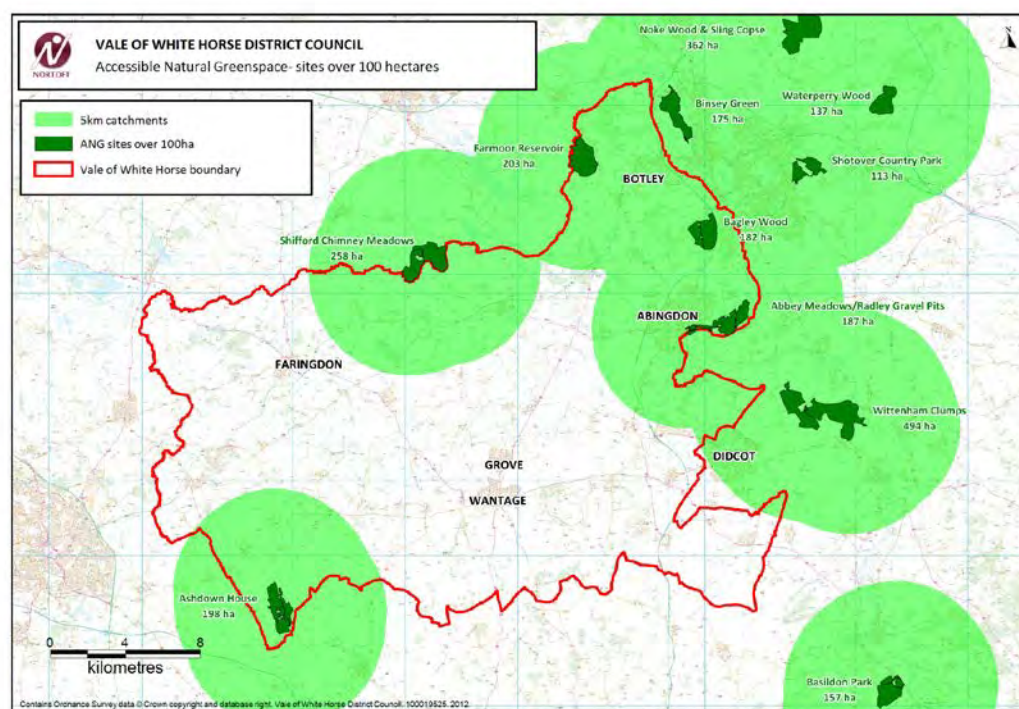 NORTOFT
VALE OF WHITE HORSE DISTRICT COUNCIL
Accessible Natural Greenspace- sites over 100 hectares
5km catchments
ANG sites over 100ha
Vale of White Horse boundary
N
Noke Wood & Sling Copse
362 ha
Binsey Green
175 ha
Waterperry Wood
137 ha
Farmoor Reservoir
203 ha
BOTLEY
Shotover Country Park
113 ha
Bagley Wood
182 ha
Shifford Chimney Meadows
258 ha
ABINGDON
Abbey Meadows/Radley Gravel Pits
187 ha
FARINGDON
Wittenham Clumps
494 ha
DIDCOT
GROVE
WANTAGE
Ashdown House
198 ha
0 4 8
kilometres
Basildon Park
157 ha
Contains Ordnance Survey data © Crown copyright and database right. Vale of White Horse District Council. 100019525. 2012.